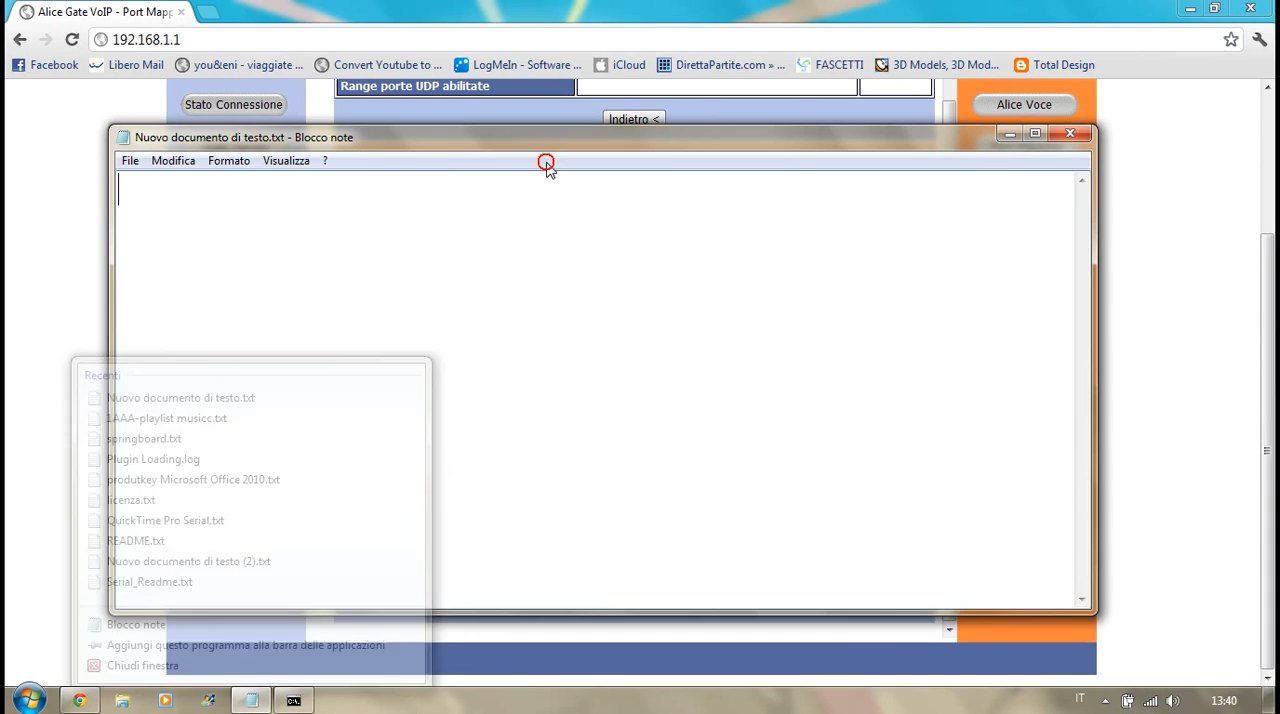 Alice Gate VoIP - Port Mapp
192.168.1.1
Facebook
Libero Mail
you&eni - viaggiate ...
Convert Youtube to ...
LogMeIn - Software ...
iCloud
DirettaPartite.com » ...
FASCETTI
3D Models, 3D Mod...
Total Design
Range porte UDP abilitate
Stato Connessione
Alice Voce
Indietro <
Nuovo documento di testo.txt - Blocco note
File Modifica Formato Visualizza ?
Recenti
Nuovo documento di testo.txt
1AAA-playlist musicc.txt
springboard.txt
Plugin Loading.log
produtkey Microsoft Office 2010.txt
licenza.txt
QuickTime Pro Serial.txt
README.txt
Nuovo documento di testo (2).txt
Serial_Readme.txt
Blocco note
Aggiungi questo programma alla barra delle applicazioni
Chiudi finestra
IT
13:40